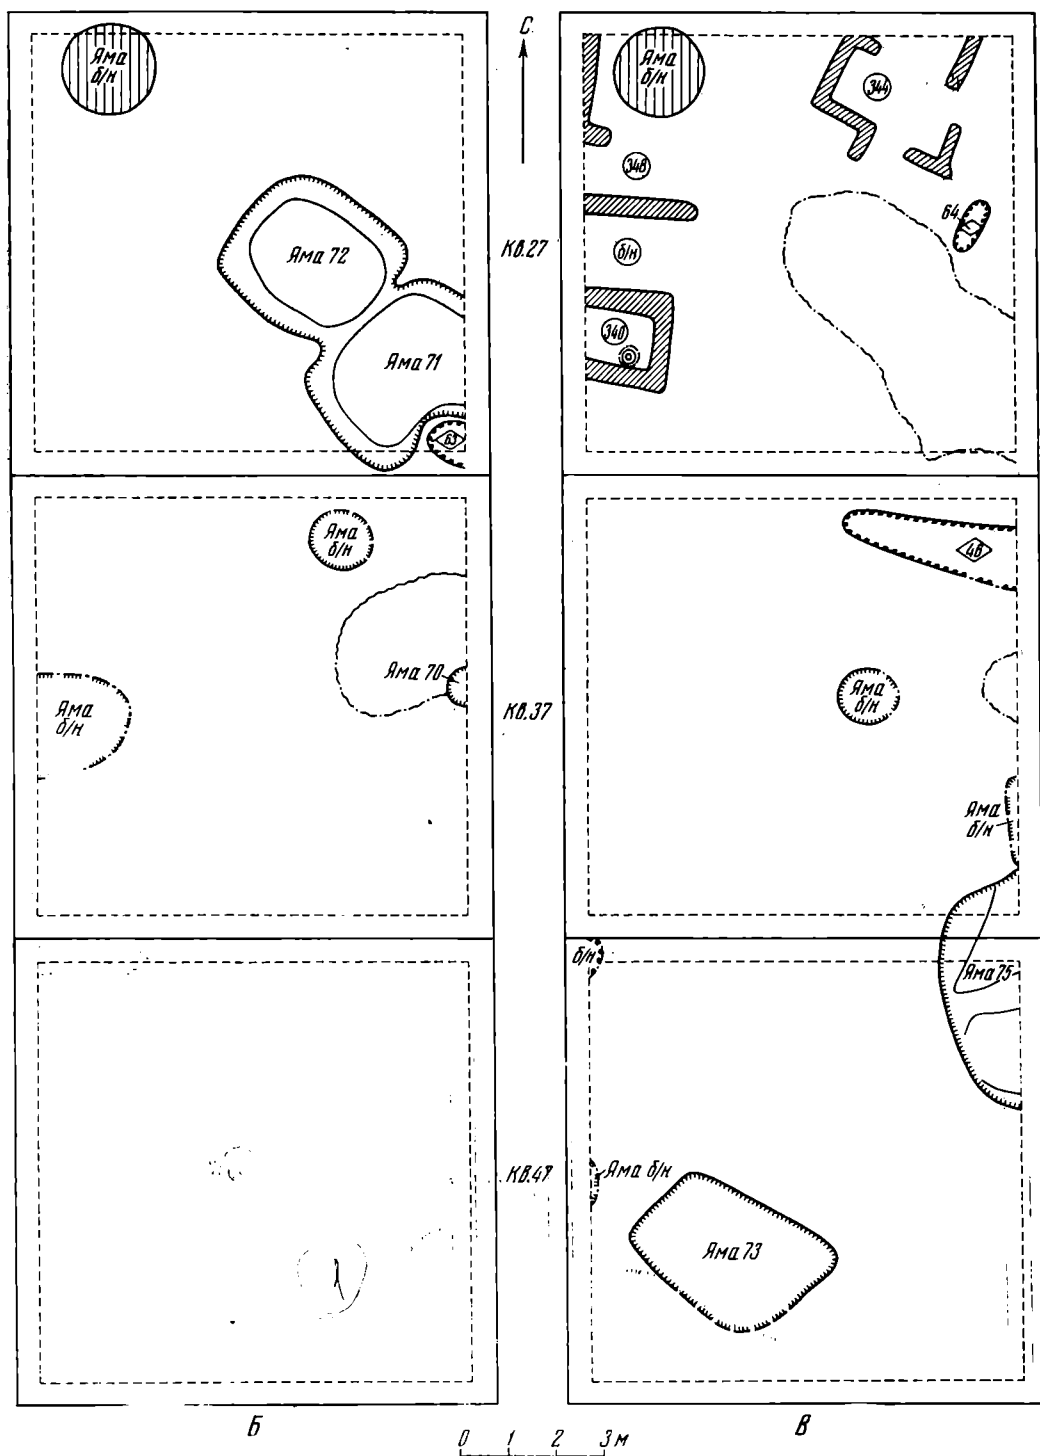 С.
Яма
б/н
Яма
б/н
344
348
Кв.27
б/н
64
340
Яма 72
Яма 71
63
Яма
б/н
Яма 70
Яма
б/н
Кв.37
48
Яма
б/н
Яма
б/н
б/н
Яма 75
Кв.47
Яма б/н
Яма 73
Б
В
0 1 2 3 м